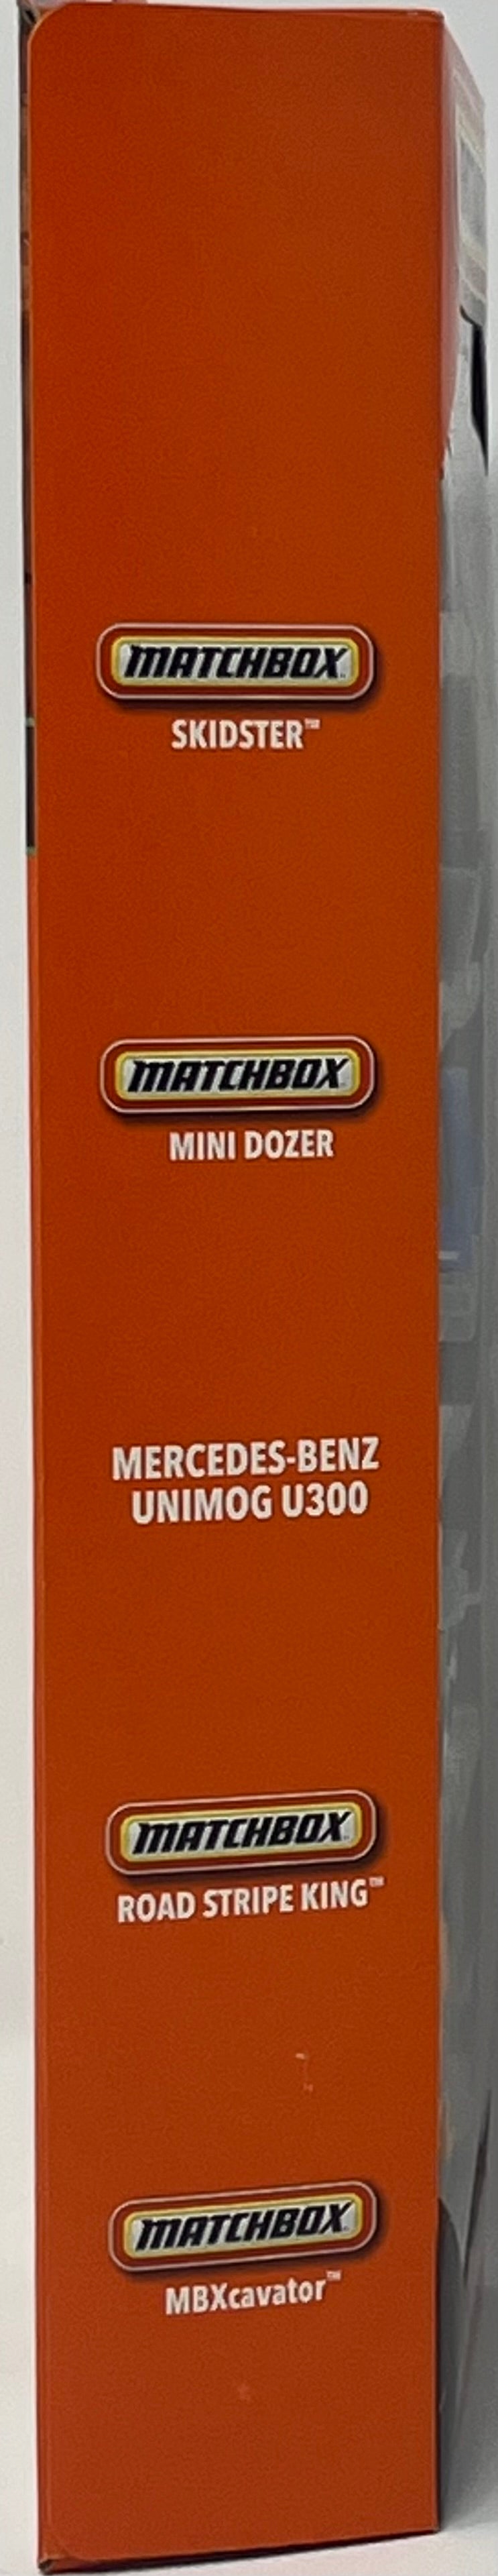 MATCHBOX
SKIDSTER™
MATCHBOX
MINI DOZER
MERCEDES-BENZ
UNIMOG U300
MATCHBOX
ROAD STRIPE KING™
MATCHBOX
MBXcavator™